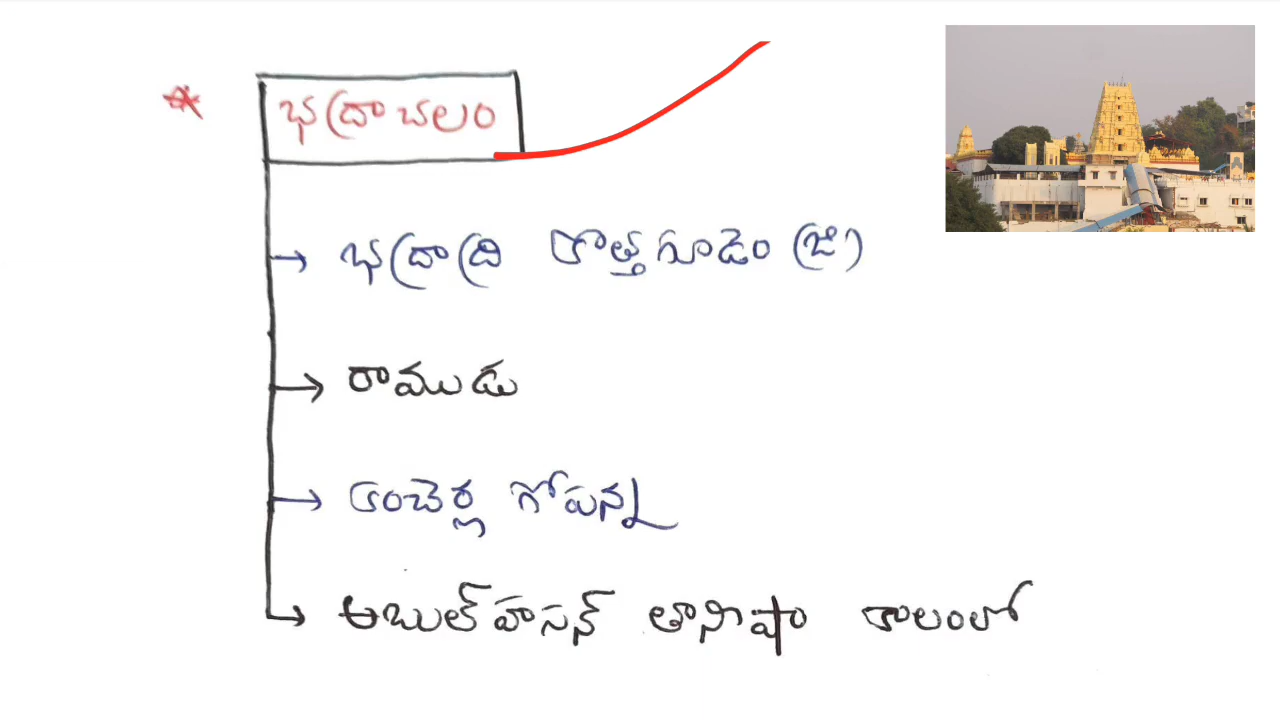 భద్రాచలం
భద్రాద్రి కొత్తగూడెం (జి)
రాముడు
కంచెర్ల గోపన్న
అబుల్ హసన్ తానీషా కాలంలో